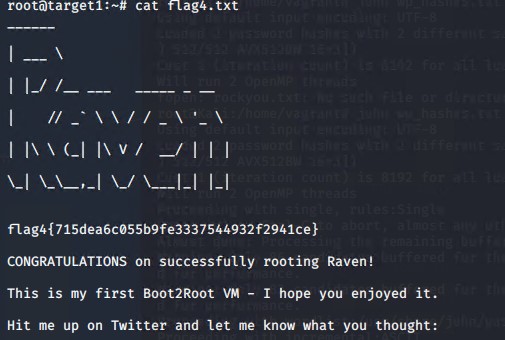 root@target1:~# cat flag4.txt
______
| ___ \
| |_/ /__ ___   _____ _ __
|    // _` \ \ / / _ \ '_ \
| |\ \ (_| |\ V /  __/ | | |
\_| \_\__,_| \_/ \___|_| |_|
flag4{715dea6c055b9fe3337544932f2941ce}
CONGRATULATIONS on successfully rooting Raven!
This is my first Boot2Root VM - I hope you enjoyed it.
Hit me up on Twitter and let me know what you thought: